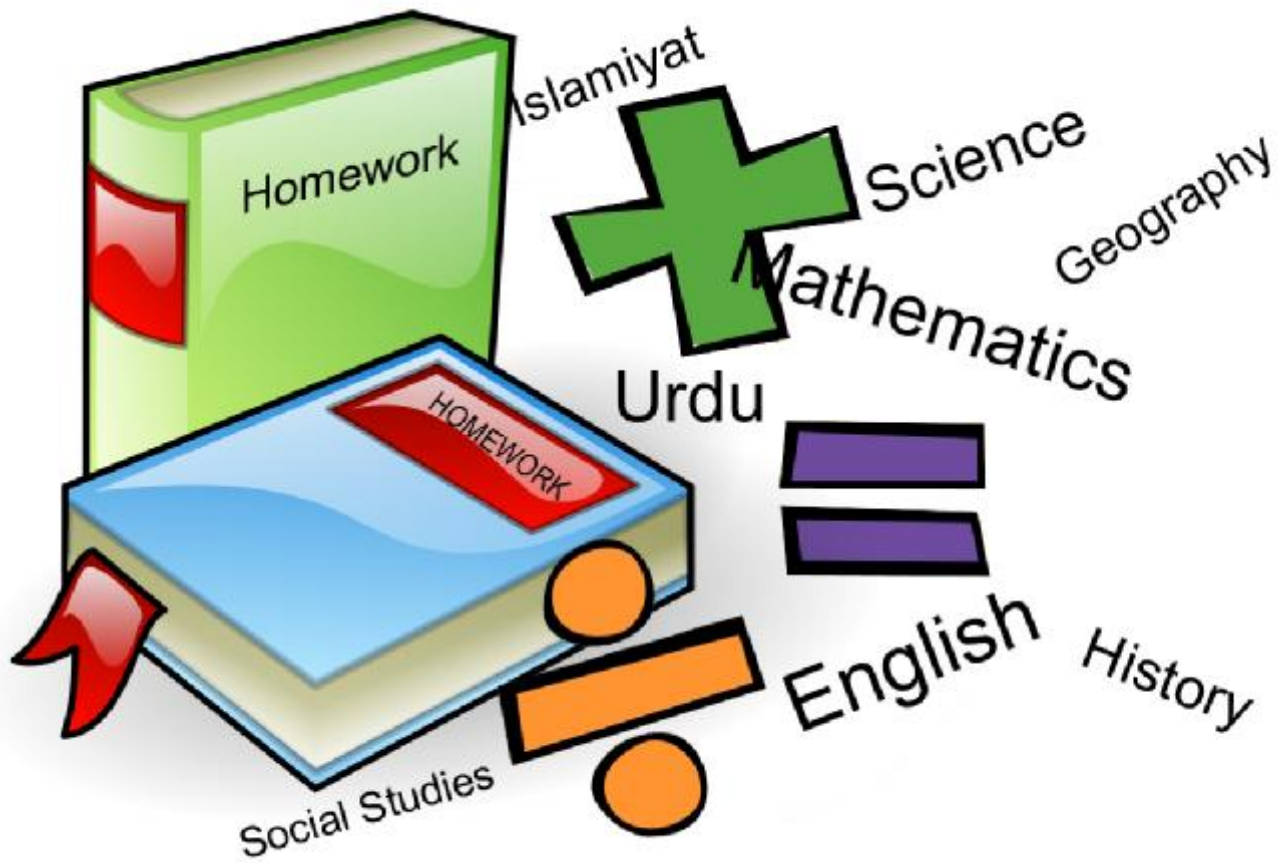 Islamiyat
Homework
Science
Geography
Mathematics
Urdu
HOMEWORK
English
History
Social Studies